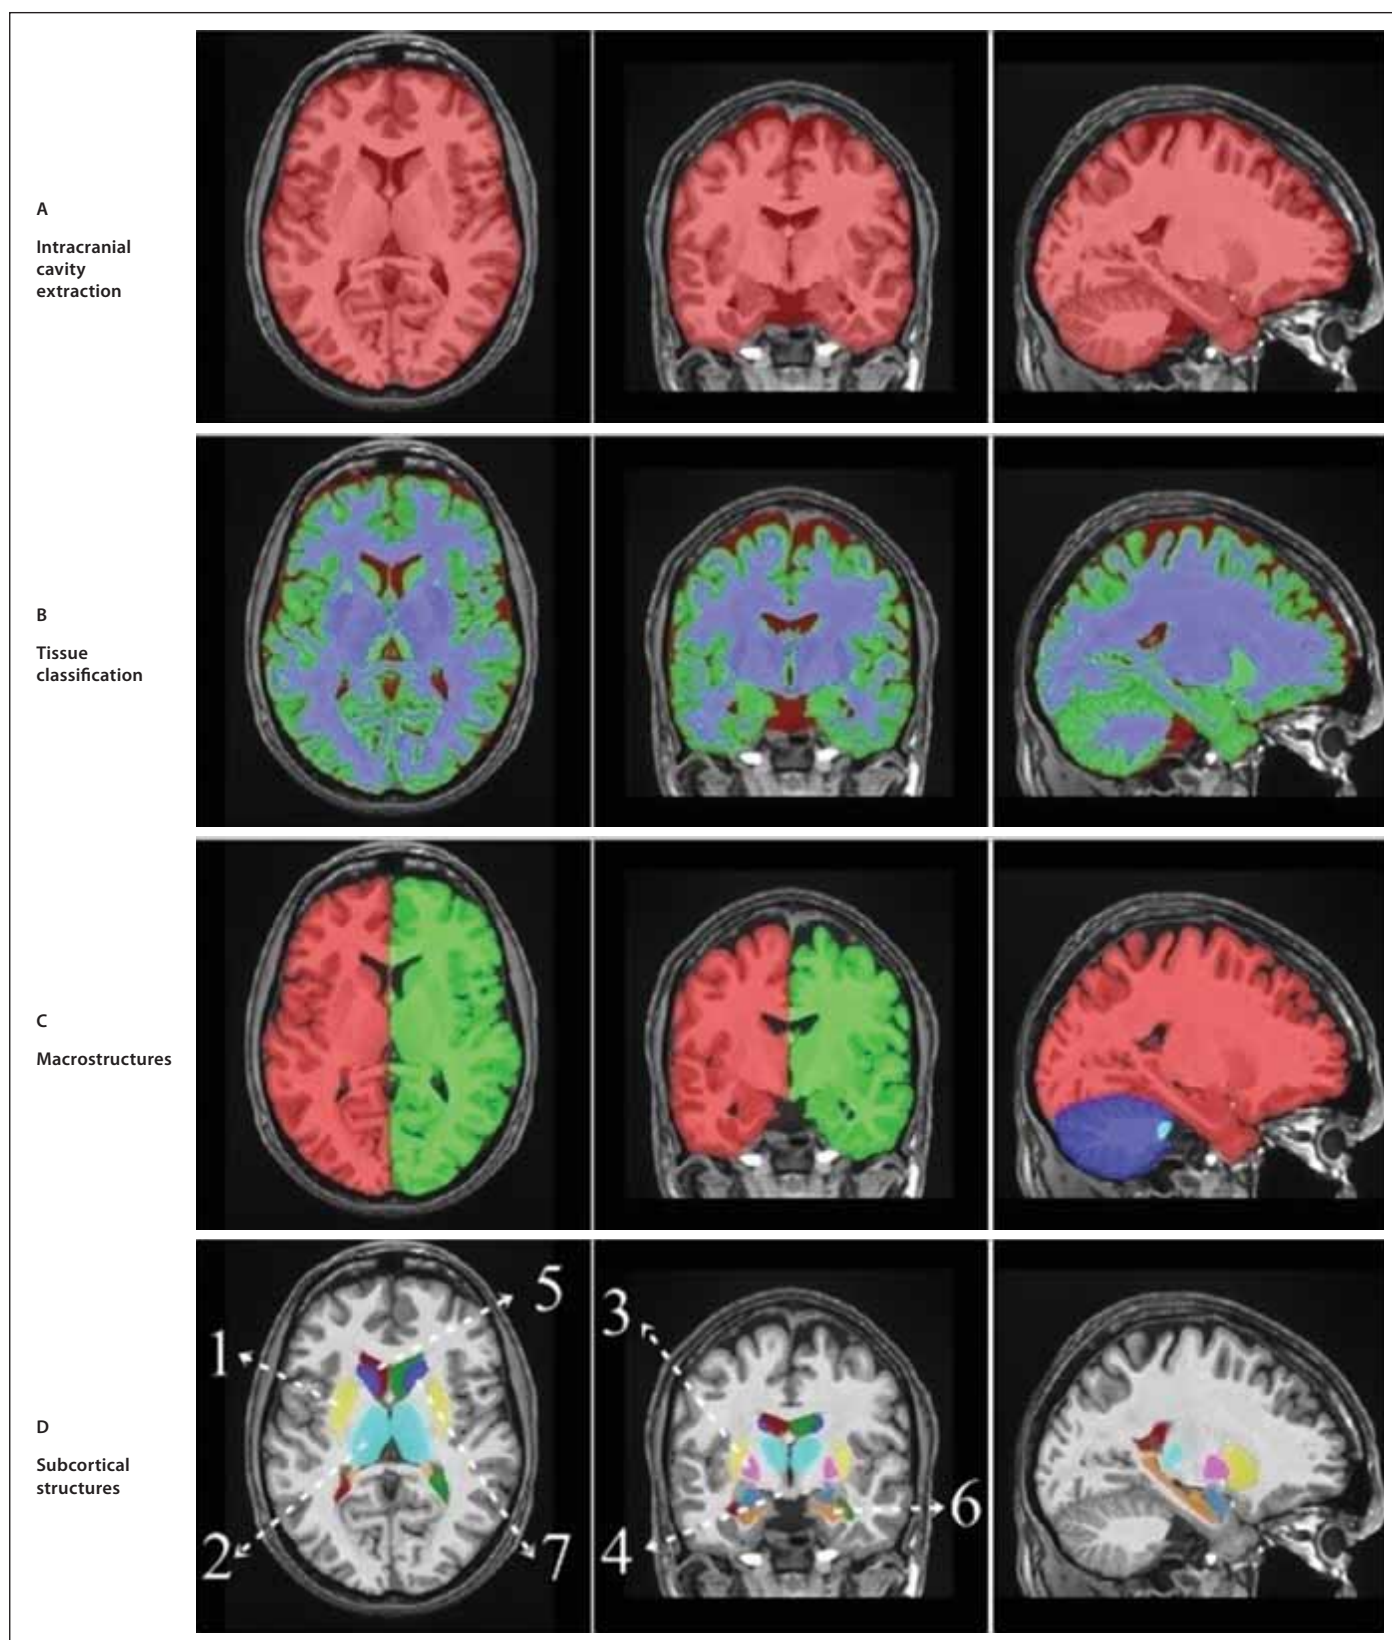 A
Intracranial
cavity
extraction
B
Tissue
classification
C
Macrostructures
5
3
1
D
Subcortical
structures
2
7
4
6